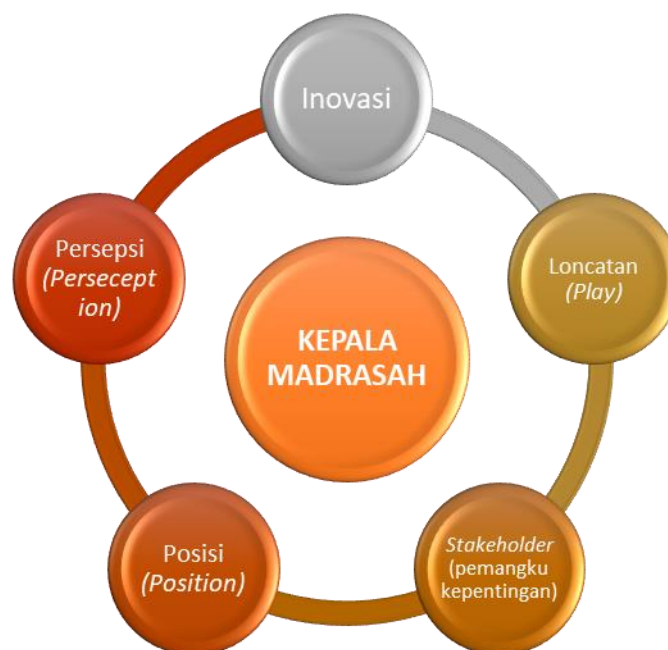 Inovasi
Loncatan
(Play)
Stakeholder
(pemangku
kepentingan)
Posisi
(Position)
Persepsi
(Persecept
ion)
KEPALA
MADRASAH